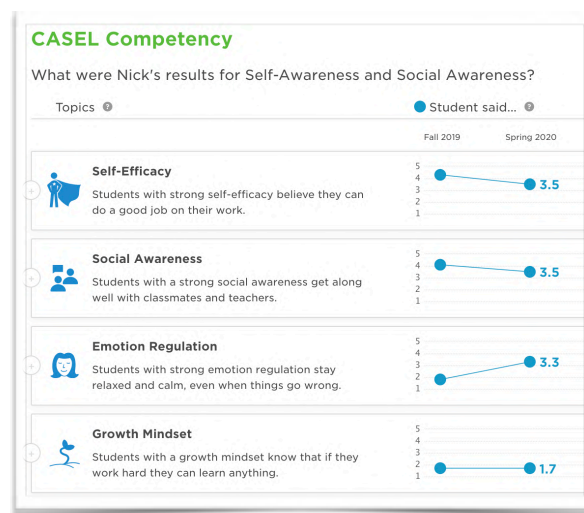 CASEL Competency
What were Nick's results for Self-Awareness and Social Awareness?
Topics ?
Student said... ?
Fall 2019 Spring 2020
Self-Efficacy
Students with strong self-efficacy believe they can
do a good job on their work.
5
4
3
2
1
3.5
Social Awareness
Students with a strong social awareness get along
well with classmates and teachers.
5
4
3
2
1
3.5
Emotion Regulation
Students with strong emotion regulation stay
relaxed and calm, even when things go wrong.
5
4
3
2
1
3.3
Growth Mindset
Students with a growth mindset know that if they
work hard they can learn anything.
5
4
3
2
1
1.7